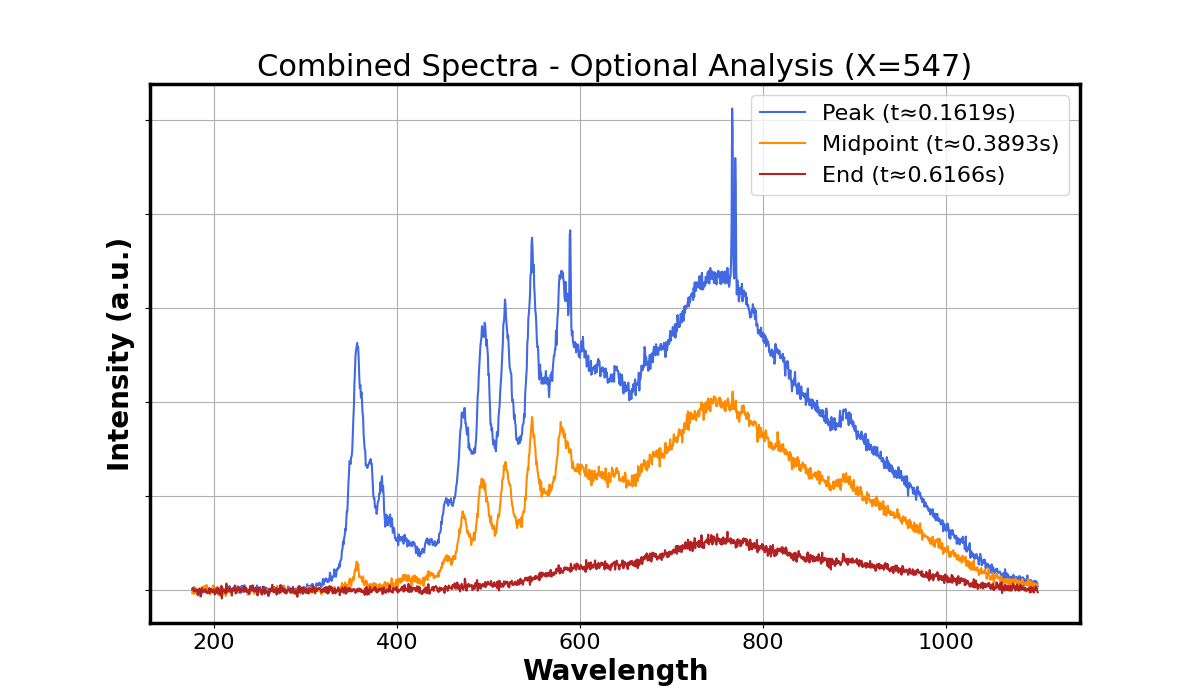 Combined Spectra - Optional Analysis (X=547)
Peak (t≈0.1619s)
Midpoint (t≈0.3893s)
End (t≈0.6166s)
Intensity (a.u.)
200 400 600 800 1000
Wavelength